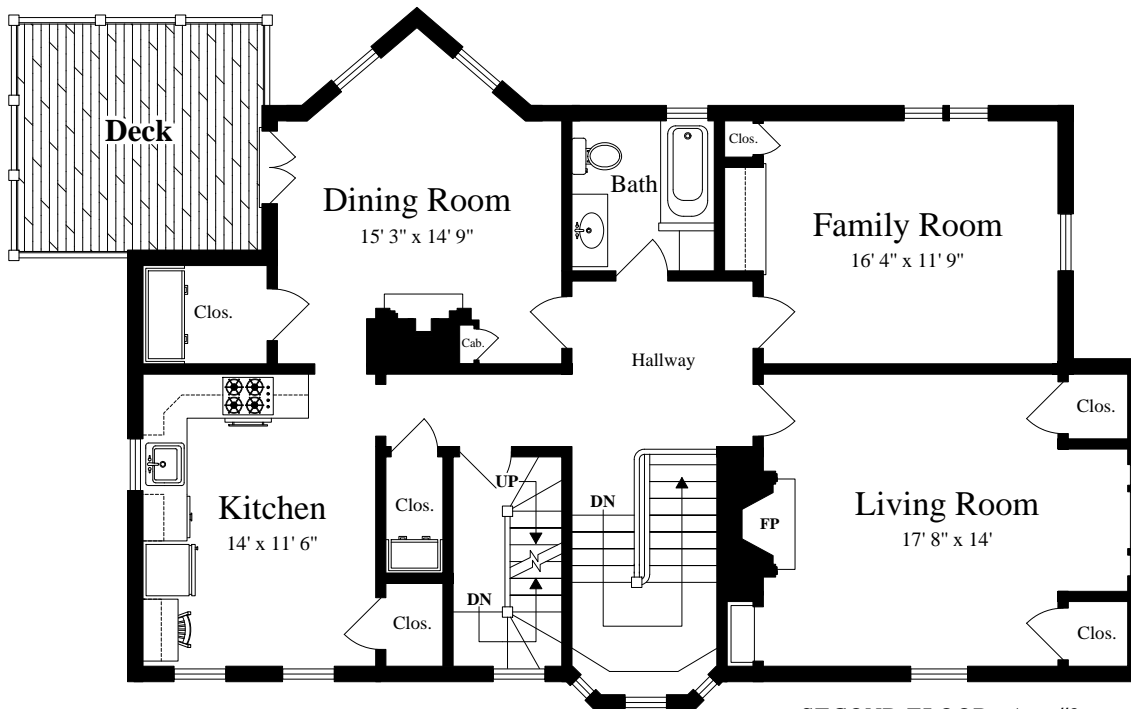 Deck
Dining Room
15' 3" x 14' 9"
Bath
Clos.
Family Room
16' 4" x 11' 9"
Clos.
Cab.
Hallway
Clos.
Kitchen
14' x 11' 6"
Clos.
UP
DN
DN
FP
Living Room
17' 8" x 14'
Clos.
Clos.
Clos.